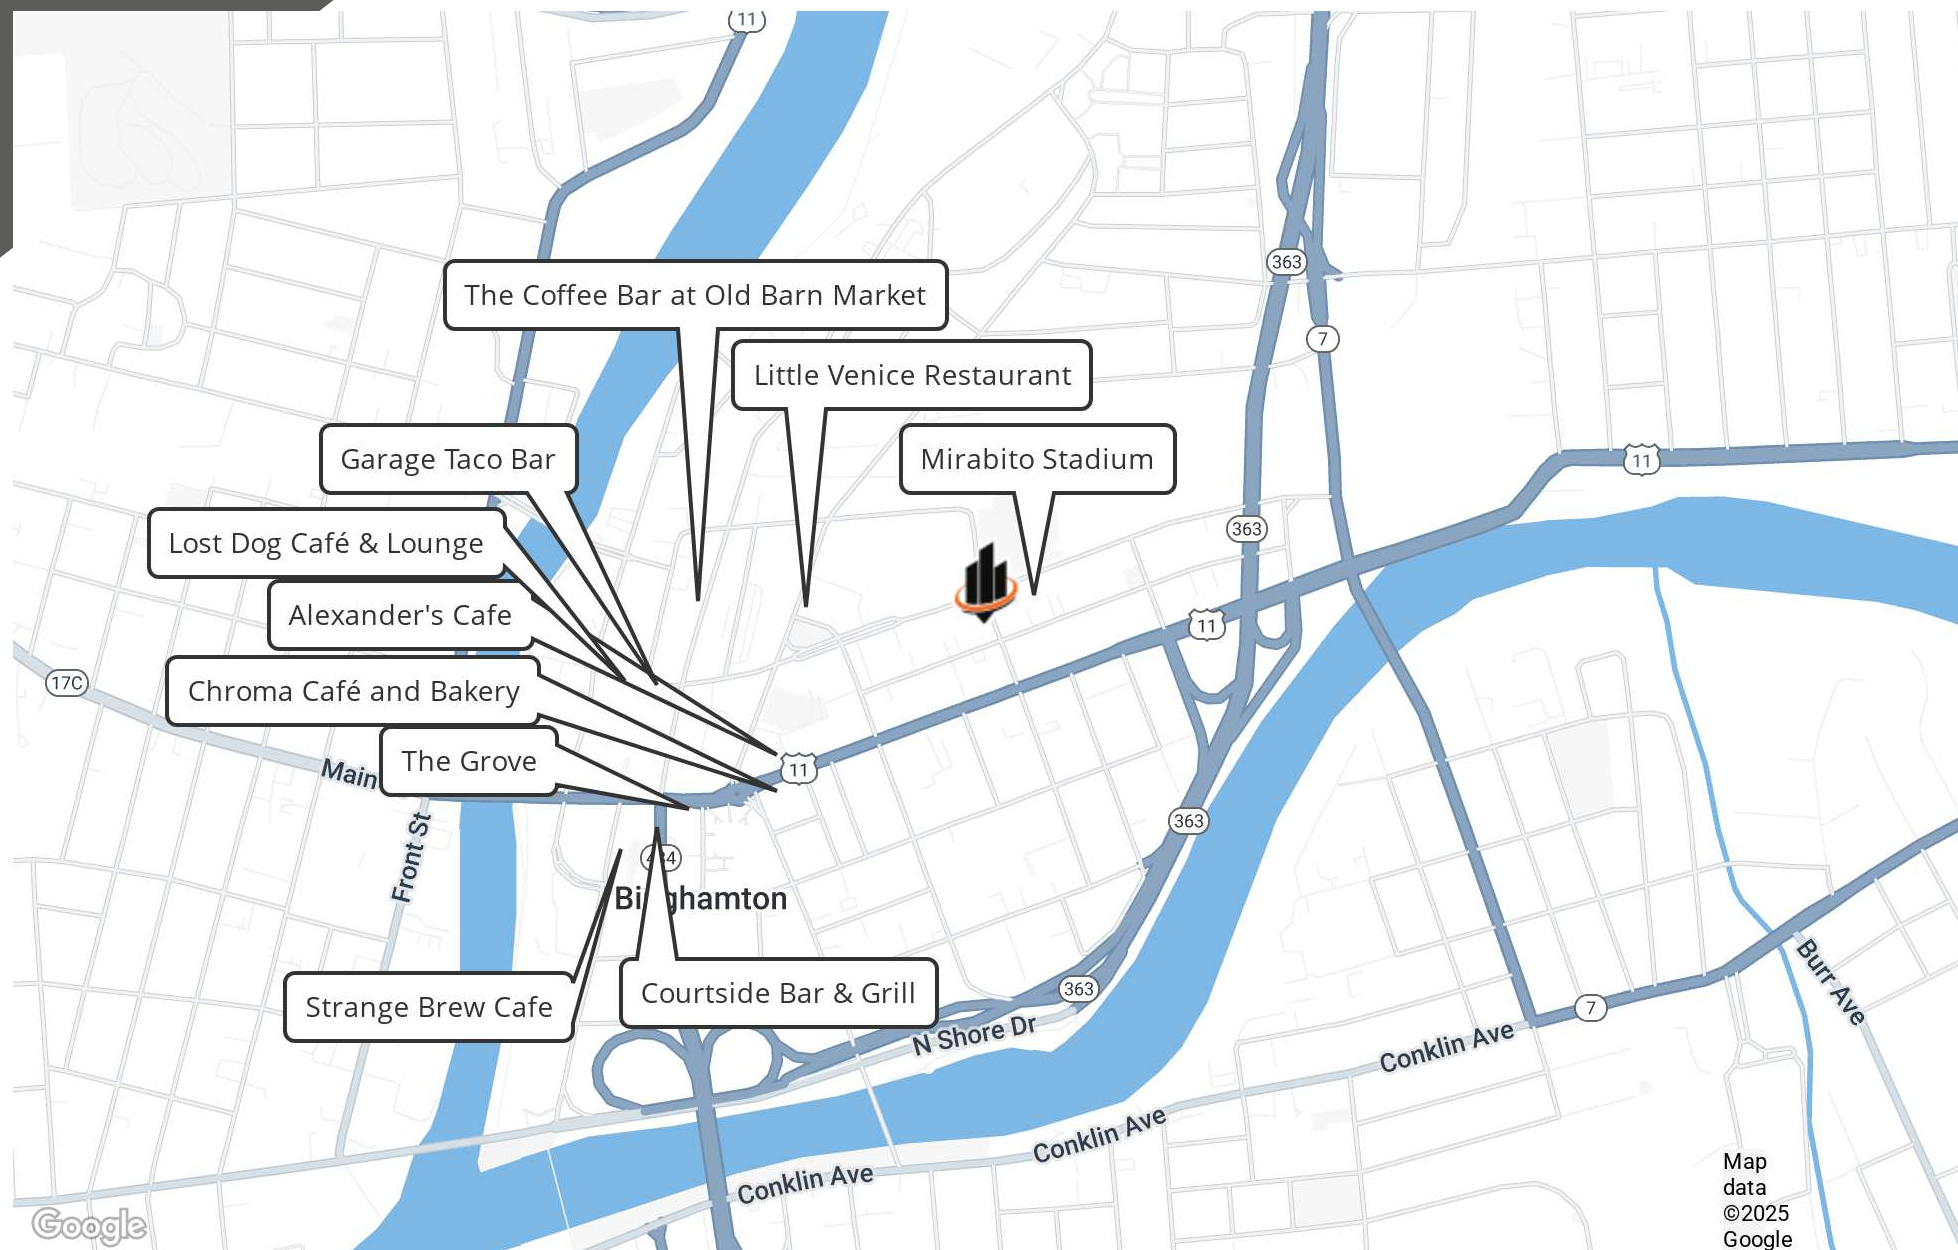 11
363
The Coffee Bar at Old Barn Market
7
Little Venice Restaurant
Garage Taco Bar
Mirabito Stadium
11
363
Lost Dog Café & Lounge
Alexander's Cafe
11
17C
Chroma Café and Bakery
The Grove
Main
11
363
Front St
Binghamton
363
Strange Brew Cafe
Courtside Bar & Grill
7
N Shore Dr
Burr Ave
Conklin Ave
Conklin Ave
Conklin Ave
Map
data
©2025
Google
Google